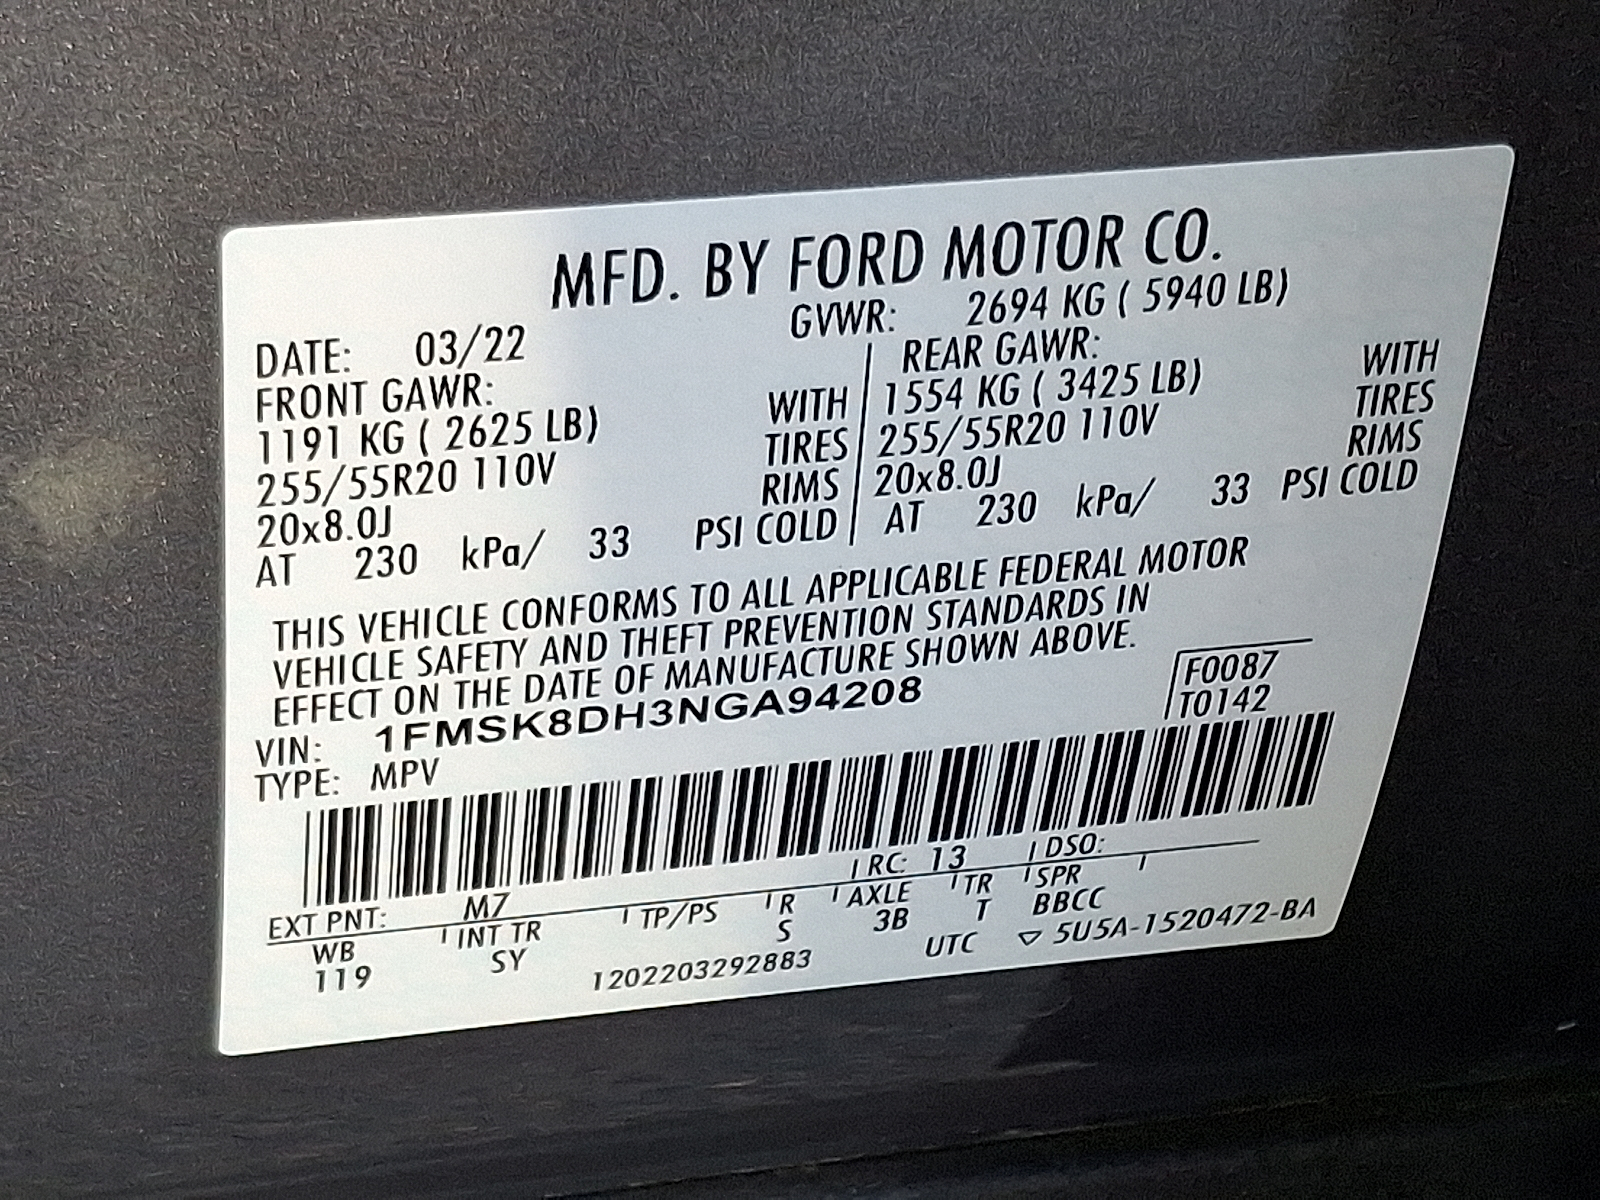 MFD. BY FORD MOTOR CO.
DATE: 03/22 GVWR: 2694 KG ( 5940 LB)
FRONT GAWR: REAR GAWR:
1191 KG ( 2625 LB) WITH 1554 KG ( 3425 LB) WITH
255/55R20 110V TIRES 255/55R20 110V TIRES
20x8.0J RIMS 20x8.0J RIMS
AT 230 kPa/ 33 PSI COLD AT 230 kPa/ 33 PSI COLD
THIS VEHICLE CONFORMS TO ALL APPLICABLE FEDERAL MOTOR
VEHICLE SAFETY AND THEFT PREVENTION STANDARDS IN
EFFECT ON THE DATE OF MANUFACTURE SHOWN ABOVE.
VIN: 1FMSK8DH3NGA94208 F0087
TYPE: MPV T0142
EXT PNT: M7 RC: 13 DSO:
WB INT TR TP/PS R AXLE TR SPR
119 SY S 3B T BBCC
1202203292883 UTC ▽ 5U5A-1520472-BA